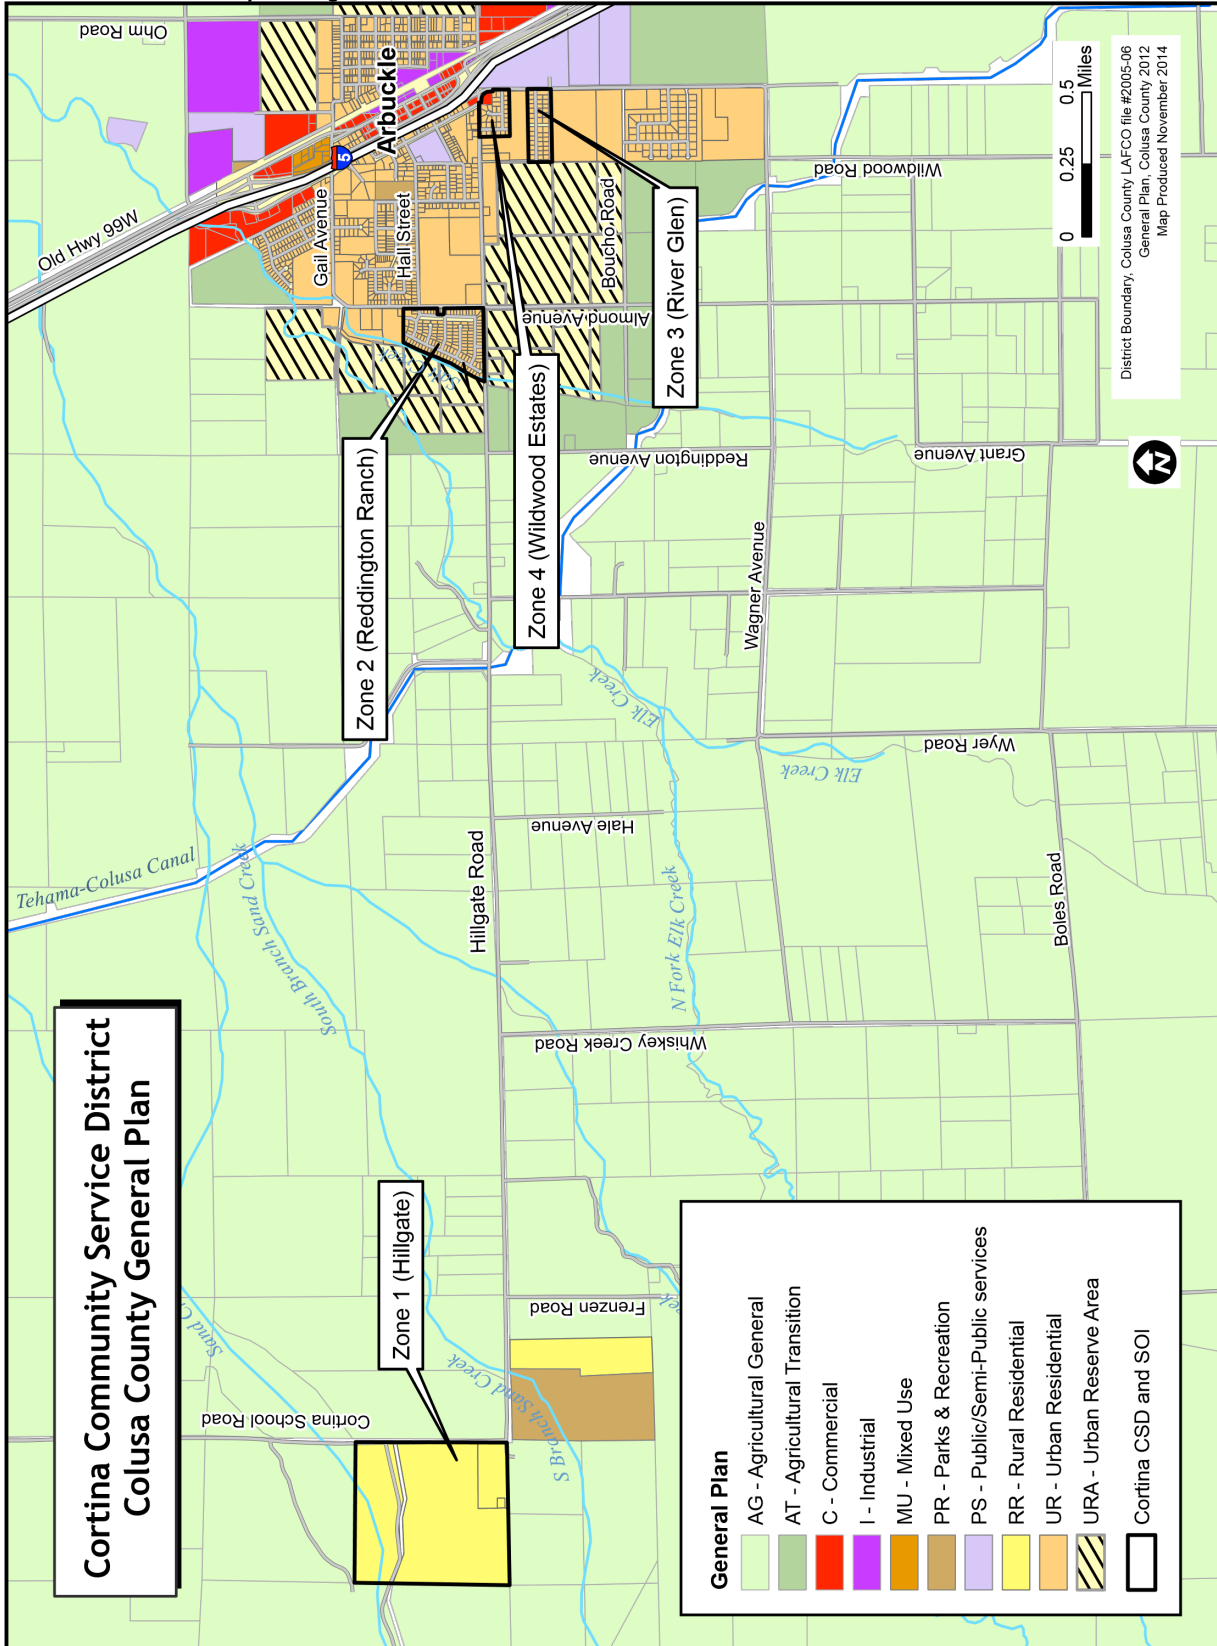 Cortina Community Service District
Colusa County General Plan
Tehama-Colusa Canal
Old Hwy 99W
Ohm Road
Arbuckle
5
Gail Avenue
Hall Street
Salt Creek
Almond Avenue
Boucho Road
Wildwood Road
Zone 1 (Hillgate)
Zone 2 (Reddington Ranch)
Zone 4 (Wildwood Estates)
Zone 3 (River Glen)
Cortina School Road
South Branch Sand Creek
S Branch Sand Creek
Hillgate Road
Frenzen Road
Whiskey Creek Road
Hale Avenue
N Fork Elk Creek
Elk Creek
Elk Creek
Wyer Road
Wagner Avenue
Reddington Avenue
Grant Avenue
Boles Road
General Plan
AG - Agricultural General
AT - Agricultural Transition
C - Commercial
I - Industrial
MU - Mixed Use
PR - Parks & Recreation
PS - Public/Semi-Public services
RR - Rural Residential
UR - Urban Residential
URA - Urban Reserve Area
Cortina CSD and SOI
N
0 0.25 0.5
Miles
District Boundary, Colusa County LAFCO file #2005-06
General Plan, Colusa County 2012
Map Produced November 2014